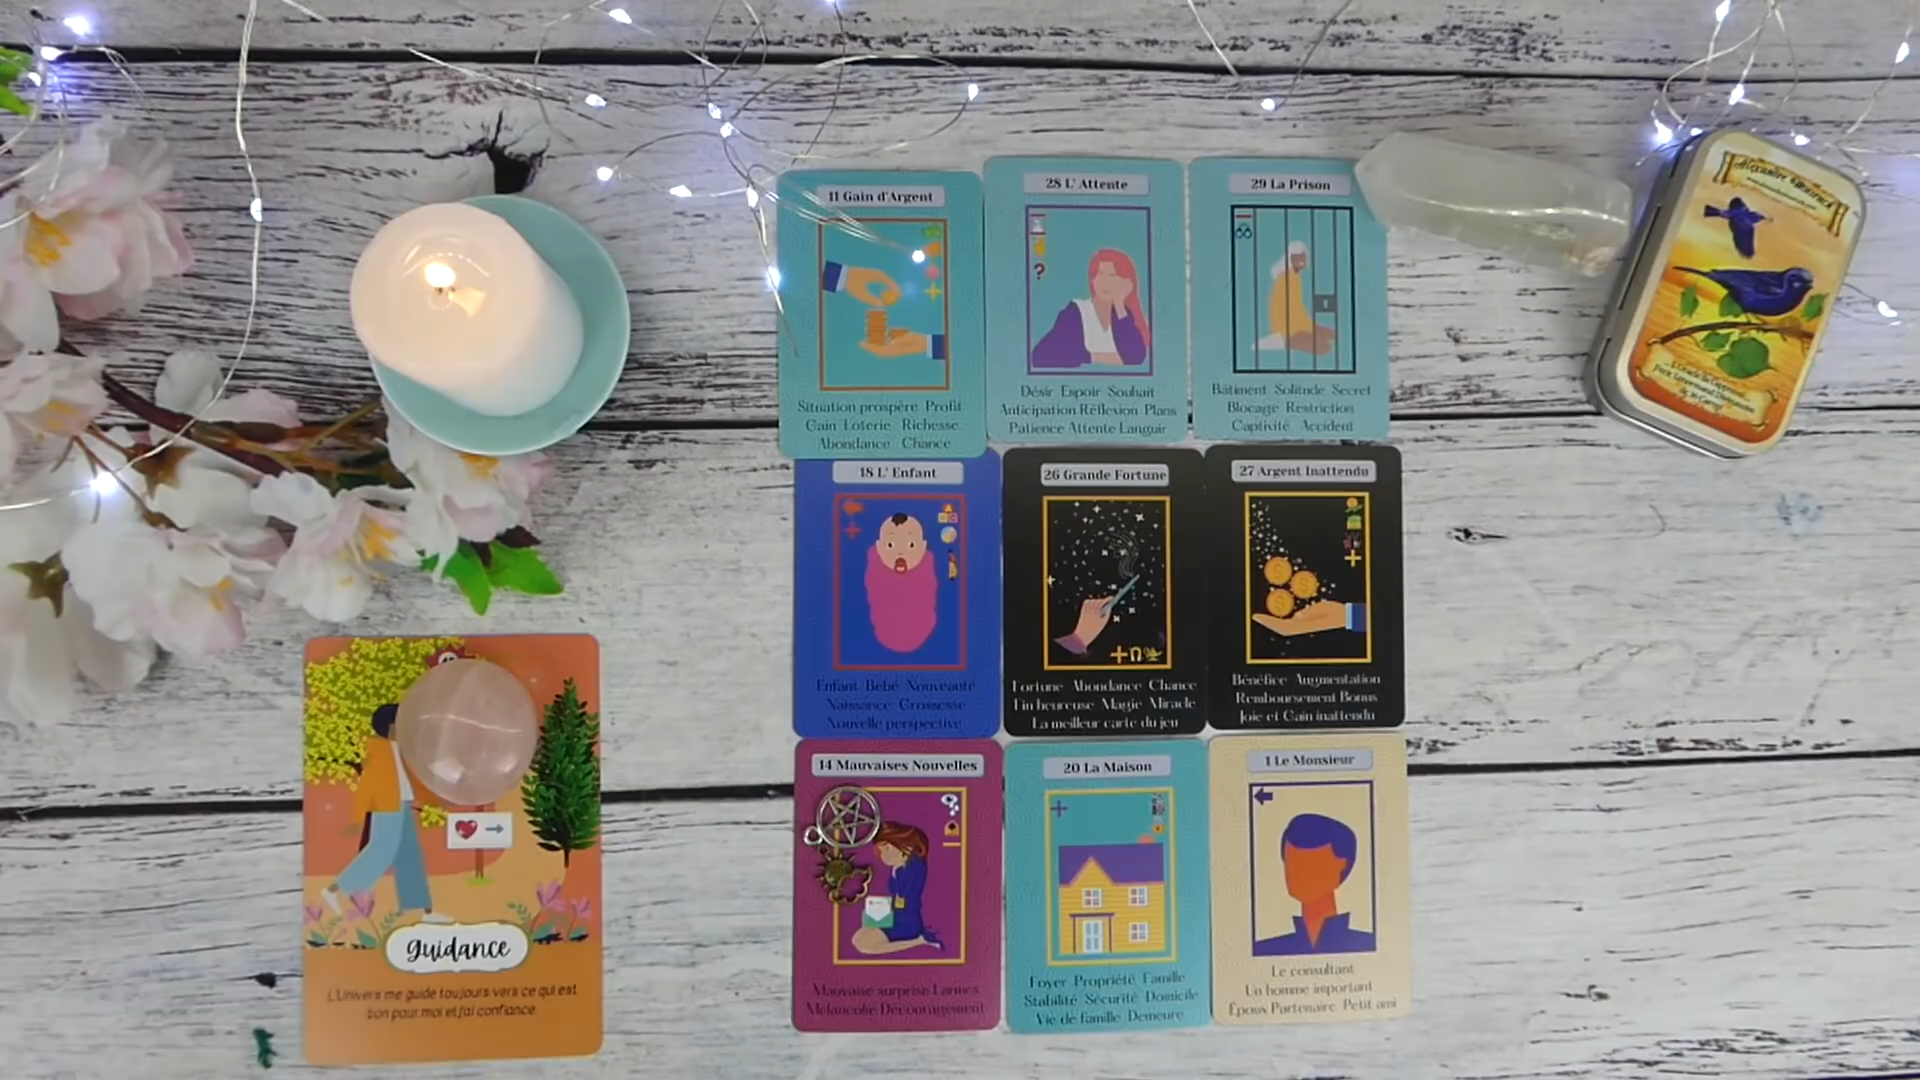 11 Gain d'Argent
Situation prospère Profit
Gain Loterie Richesse
Abondance Chance
28 L' Attente
?
Désir Espoir Souhait
Anticipation Réflexion Plans
Patience Attente Languir
29 La Prison
Bâtiment Solitude Secret
Blocage Restriction
Captivité Accident
18 L' Enfant
Enfant Bébé Nouveauté
Naissance Grossesse
Nouvelle perspective
26 Grande Fortune
Fortune Abondance Chance
Fin heureuse Magie Miracle
La meilleur carte du jeu
27 Argent Inattendu
Bénéfice Augmentation
Remboursement Bonus
Joie et Gain inattendu
14 Mauvaises Nouvelles
Mauvaise surprise Larmes
Mélancolie Découragement
20 La Maison
Foyer Propriété Famille
Stabilité Sécurité Domicile
Vie de famille Demeure
1 Le Monsieur
Le consultant
Un homme important
Époux Partenaire Petit ami
guidance
L'Univers me guide toujours vers ce qui est
bon pour moi et j'ai confiance.